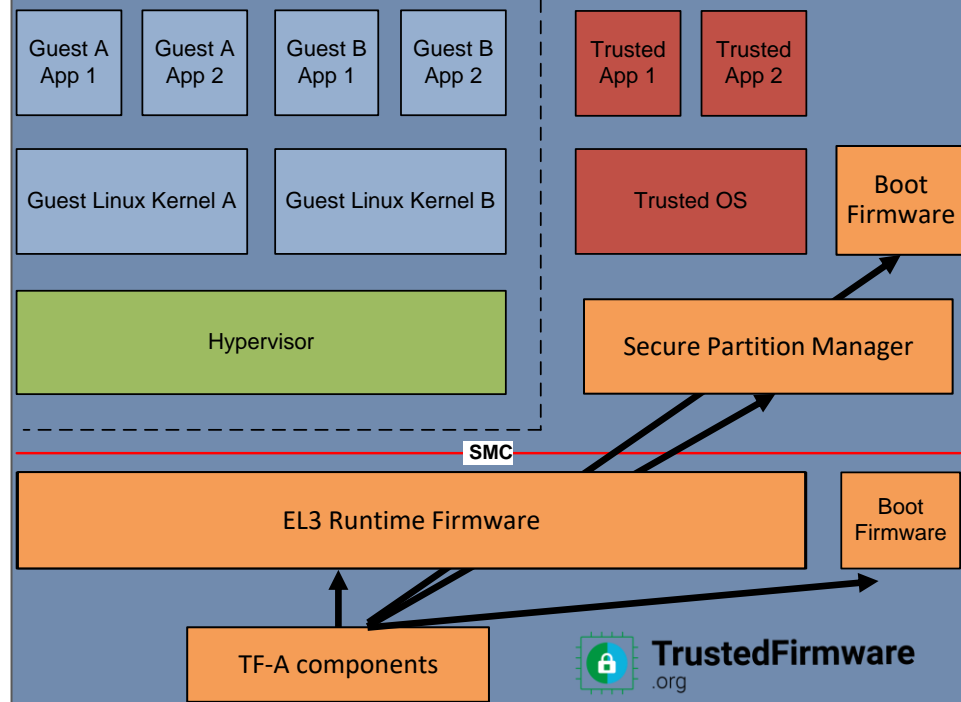 Guest A
App 1
Guest A
App 2
Guest B
App 1
Guest B
App 2
Trusted
App 1
Trusted
App 2
Guest Linux Kernel A
Guest Linux Kernel B
Trusted OS
Boot
Firmware
Hypervisor
Secure Partition Manager
SMC
EL3 Runtime Firmware
Boot
Firmware
TF-A components
TrustedFirmware
.org